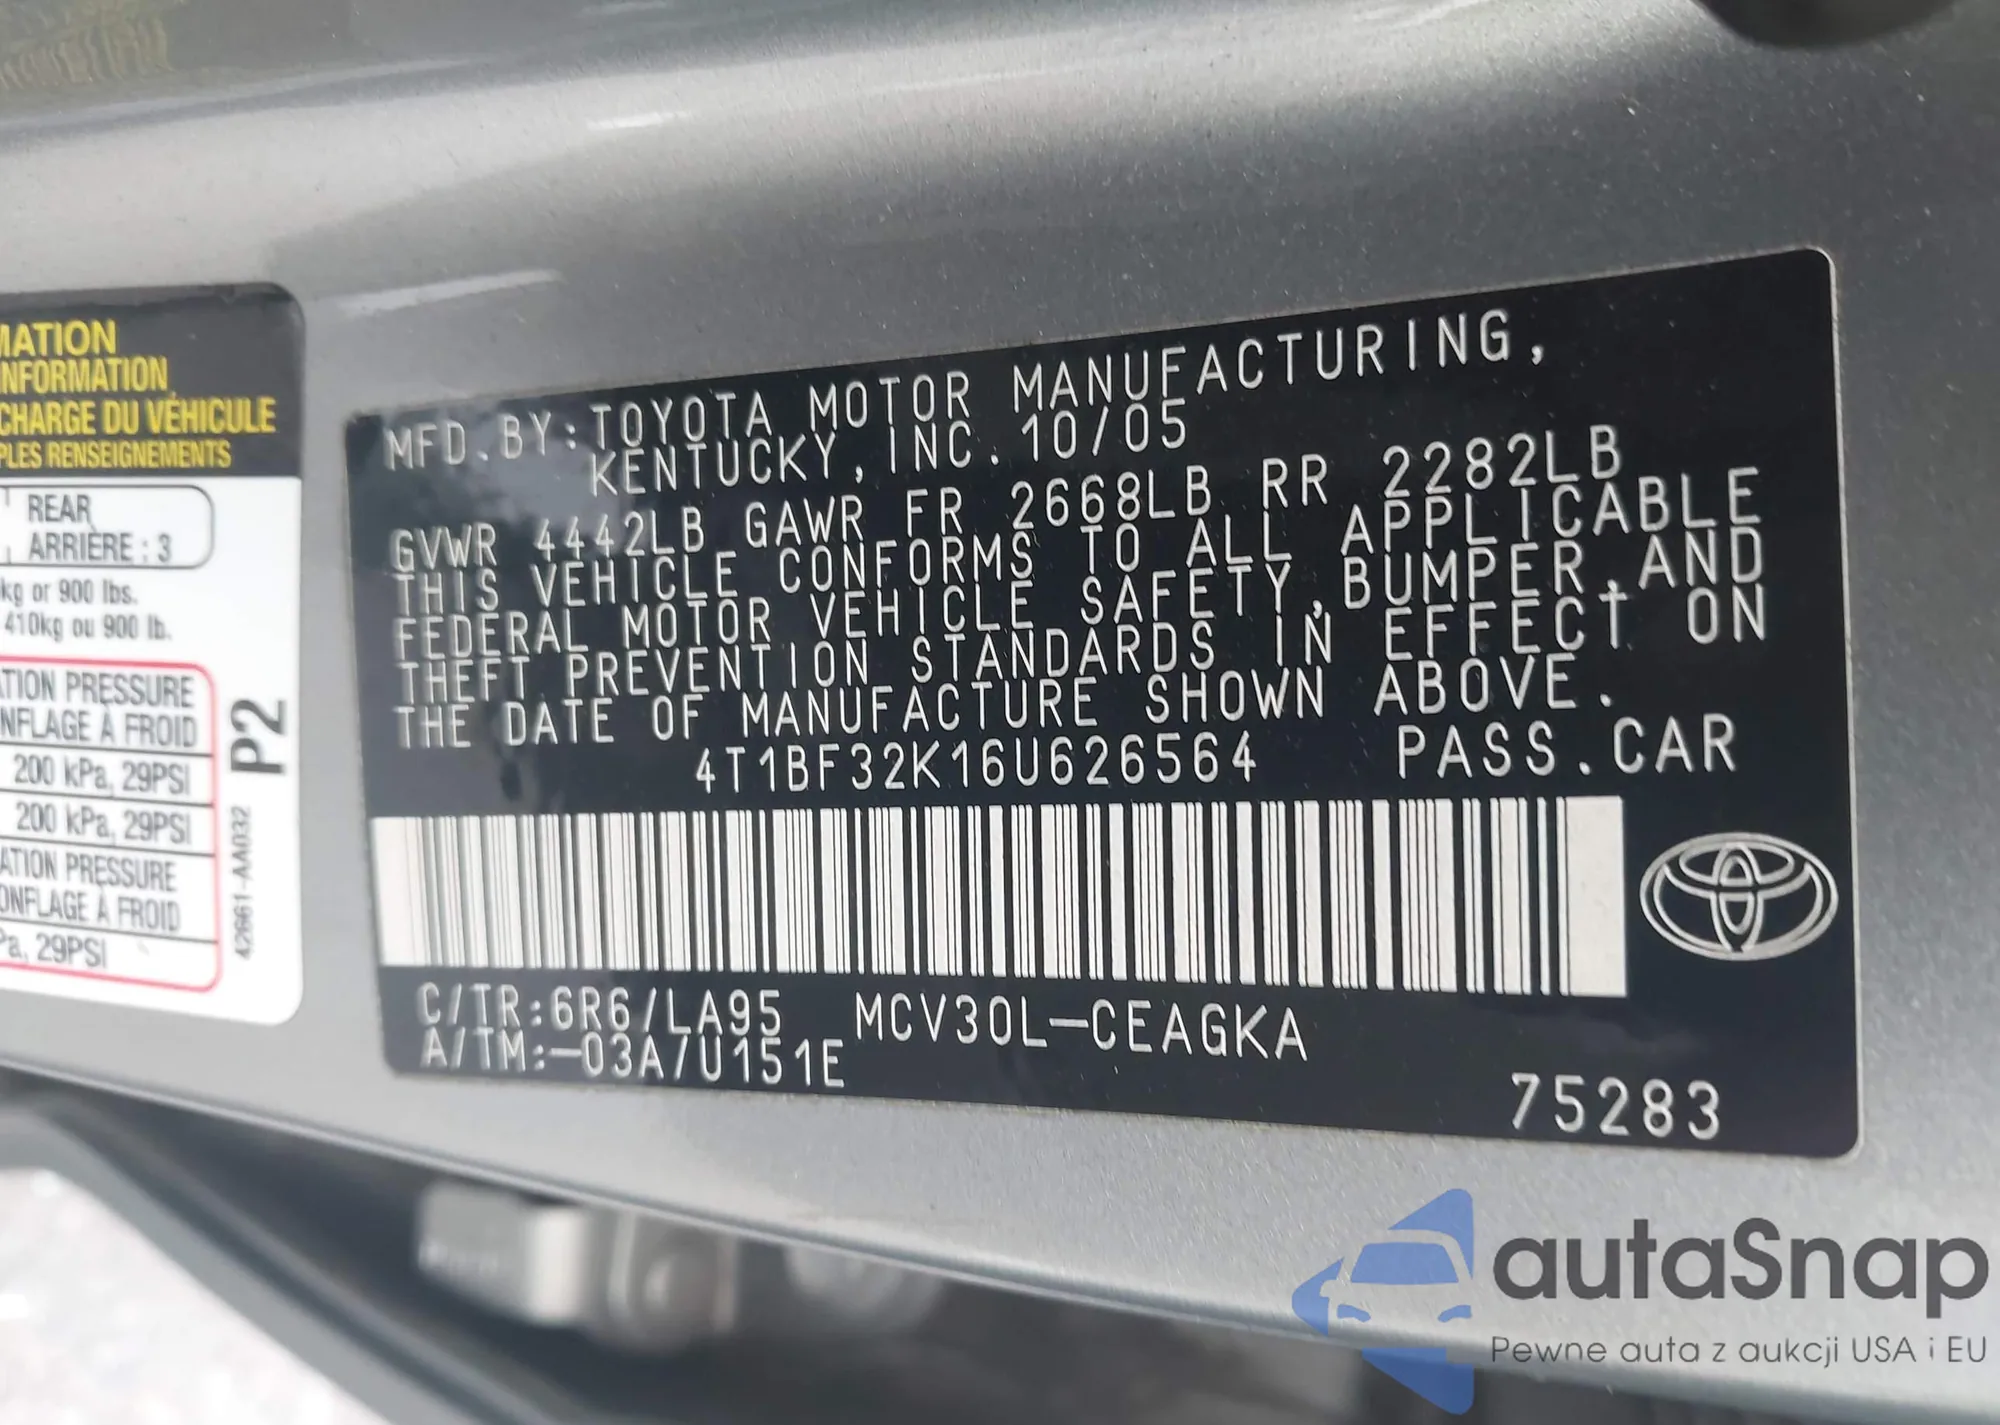 MATION
INFORMATION
CHARGE DU VÉHICULE
PLES RENSEIGNEMENTS
REAR
ARRIÈRE : 3
kg or 900 lbs.
410kg ou 900 lb.
ATION PRESSURE
ONFLAGE À FROID
200 kPa, 29PSI
200 kPa, 29PSI
ATION PRESSURE
ONFLAGE À FROID
Pa, 29PSI
P2
42661-AA032
MFD.BY:TOYOTA MOTOR MANUFACTURING,
KENTUCKY,INC. 10/05
GVWR 4442LB GAWR FR 2668LB RR 2282LB
THIS VEHICLE CONFORMS TO ALL APPLICABLE
FEDERAL MOTOR VEHICLE SAFETY,BUMPER,AND
THEFT PREVENTION STANDARDS IN EFFECT ON
THE DATE OF MANUFACTURE SHOWN ABOVE.
4T1BF32K16U626564 PASS.CAR
C/TR:6R6/LA95 MCV30L-CEAGKA
A/TM:-03A/U151E
75283
autaSnap
Pewne auta z aukcji USA i EU